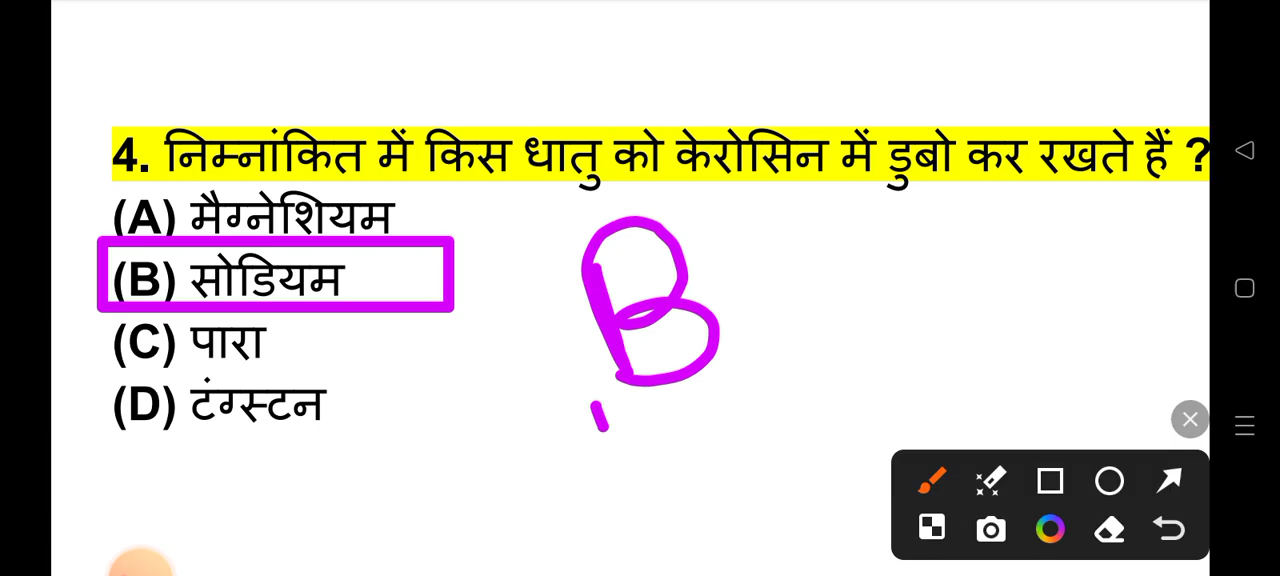 4. निम्नांकित में किस धातु को केरोसिन में डुबो कर रखते हैं ?
(A) मैग्नेशियम
(B) सोडियम
B
(C) पारा
(D) टंग्स्टन